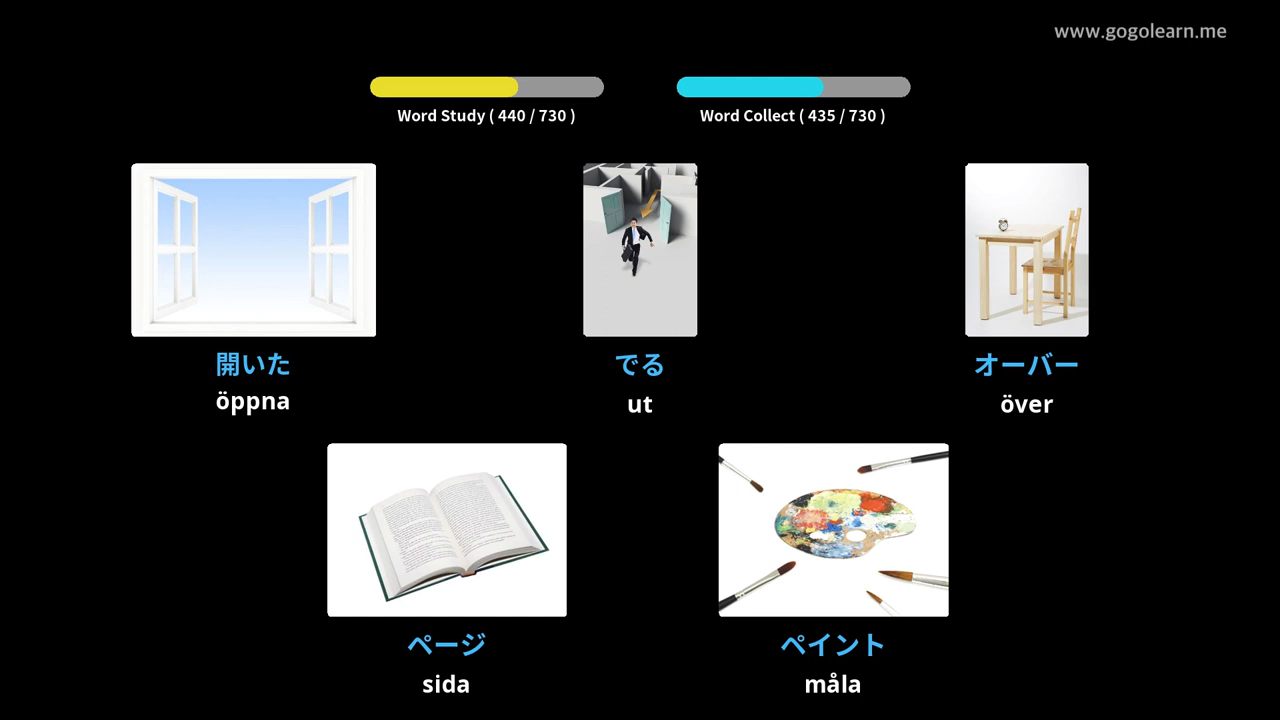 www.gogolearn.me
Word Study ( 440 / 730 )
Word Collect ( 435 / 730 )
開いた
öppna
でる
ut
オーバー
över
ページ
sida
ペイント
måla